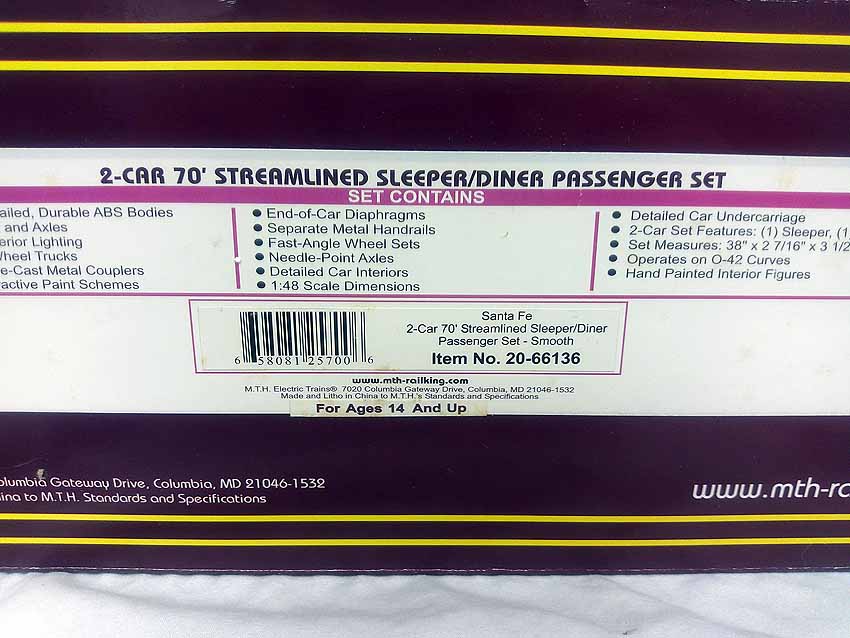 2-CAR 70' STREAMLINED SLEEPER/DINER PASSENGER SET
SET CONTAINS
ailed, Durable ABS Bodies
and Axles
erior Lighting
Wheel Trucks
e-Cast Metal Couplers
ractive Paint Schemes
● End-of-Car Diaphragms
● Separate Metal Handrails
● Fast-Angle Wheel Sets
● Needle-Point Axles
● Detailed Car Interiors
● 1:48 Scale Dimensions
● Detailed Car Undercarriage
● 2-Car Set Features: (1) Sleeper, (1)
● Set Measures: 38" x 2 7/16" x 3 1/2
● Operates on O-42 Curves
● Hand Painted Interior Figures
6 58081 25700 6
Santa Fe
2-Car 70' Streamlined Sleeper/Diner
Passenger Set - Smooth
Item No. 20-66136
www.mth-railking.com
M.T.H. Electric Trains® 7020 Columbia Gateway Drive, Columbia, MD 21046-1532
Made and Litho in China to M.T.H.'s Standards and Specifications
For Ages 14 And Up
olumbia Gateway Drive, Columbia, MD 21046-1532
hina to M.T.H. Standards and Specifications
www.mth-ra